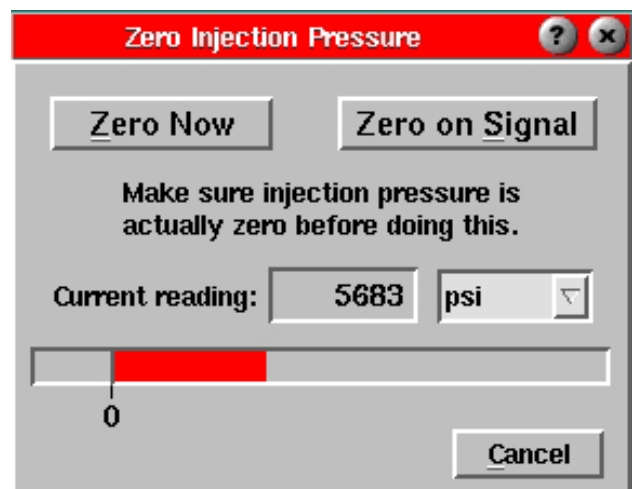 Zero Injection Pressure ? ×
Zero Now Zero on Signal
Make sure injection pressure is
actually zero before doing this.
Current reading: 5683 psi
0
Cancel